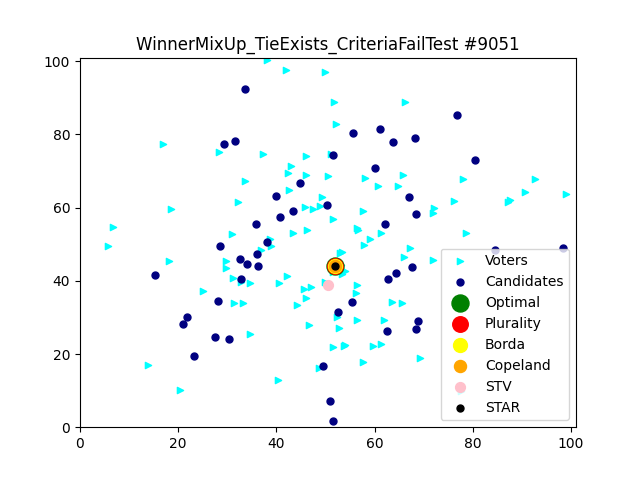 WinnerMixUp_TieExists_CriteriaFailTest #9051
100
80
60
40
20
0
0 20 40 60 80 100
Voters
Candidates
Optimal
Plurality
Borda
Copeland
STV
STAR